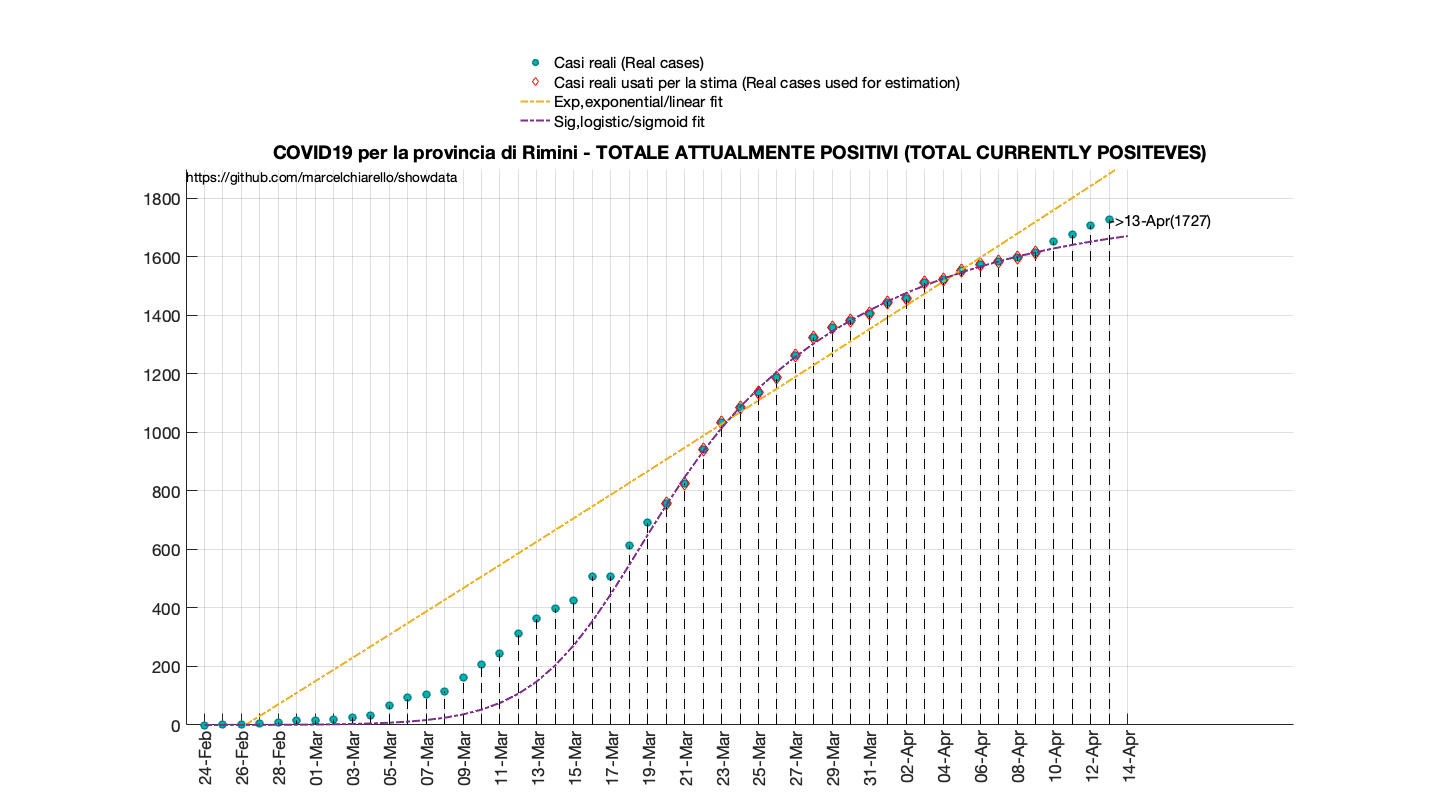 Casi reali (Real cases)
Casi reali usati per la stima (Real cases used for estimation)
Exp,exponential/linear fit
Sig,logistic/sigmoid fit
COVID19 per la provincia di Rimini - TOTALE ATTUALMENTE POSITIVI (TOTAL CURRENTLY POSITEVES)
https://github.com/marcelchiarello/showdata
1800
1600
1400
1200
1000
800
600
400
200
0
->13-Apr(1727)
24-Feb
26-Feb
28-Feb
01-Mar
03-Mar
05-Mar
07-Mar
09-Mar
11-Mar
13-Mar
15-Mar
17-Mar
19-Mar
21-Mar
23-Mar
25-Mar
27-Mar
29-Mar
31-Mar
02-Apr
04-Apr
06-Apr
08-Apr
10-Apr
12-Apr
14-Apr